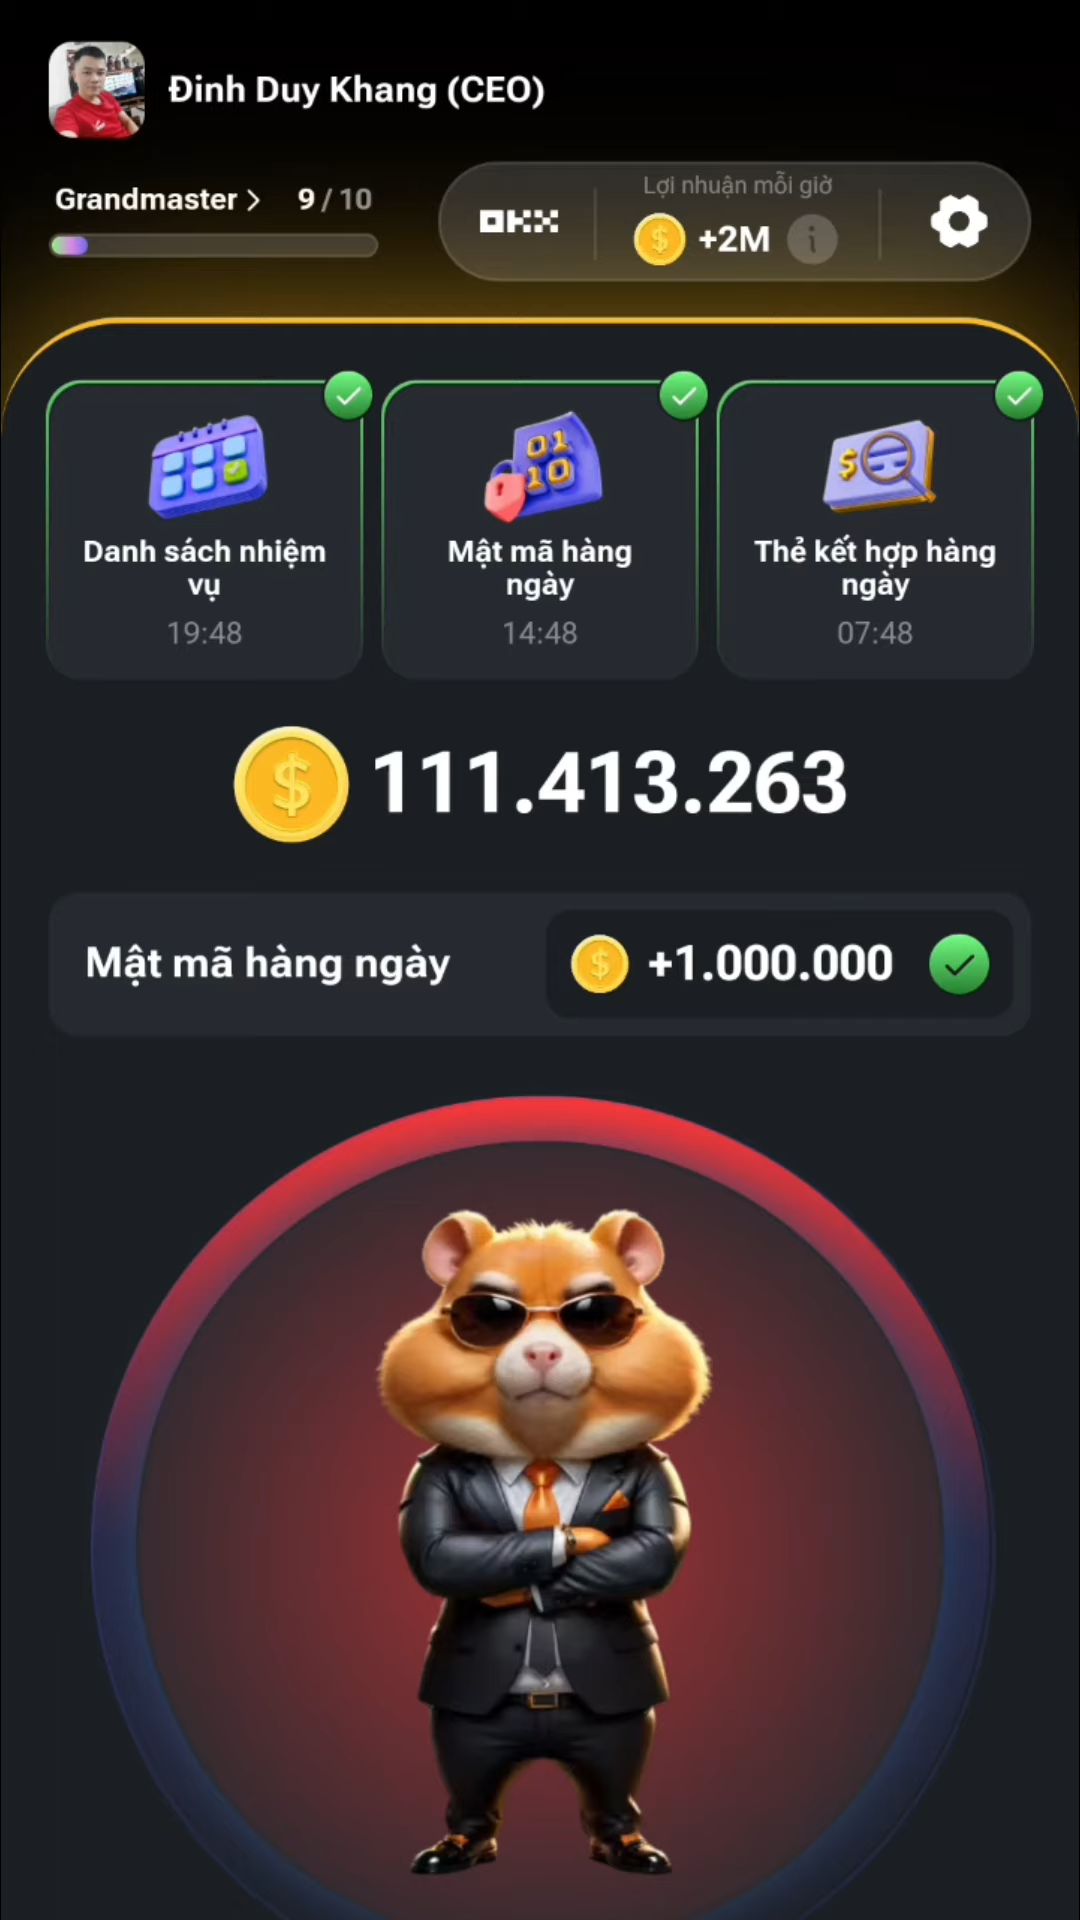 Đinh Duy Khang (CEO)
Grandmaster > 9 / 10
OKX
Lợi nhuận mỗi giờ
+2M
Danh sách nhiệm
vụ
19:48
Mật mã hàng
ngày
14:48
Thẻ kết hợp hàng
ngày
07:48
111.413.263
Mật mã hàng ngày
+1.000.000